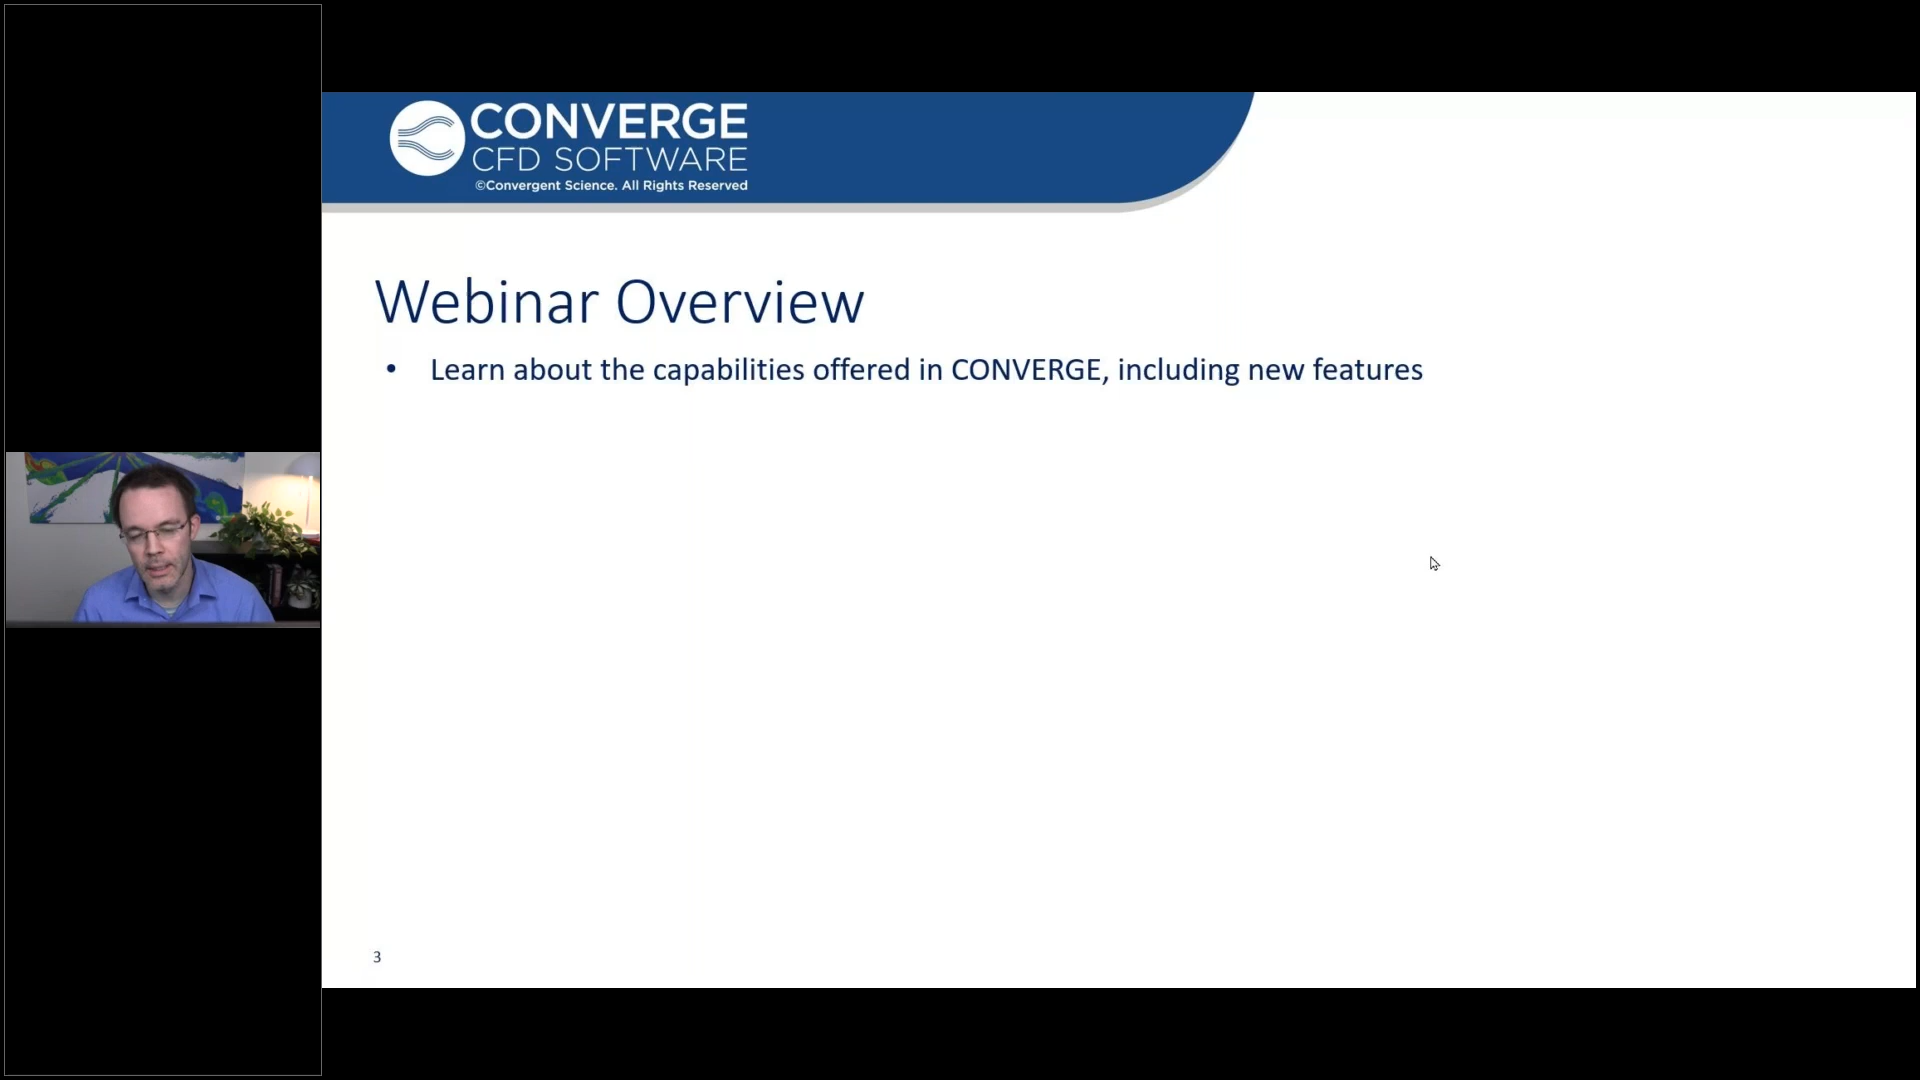 CONVERGE
CFD SOFTWARE
©Convergent Science. All Rights Reserved
Webinar Overview
• Learn about the capabilities offered in CONVERGE, including new features
3